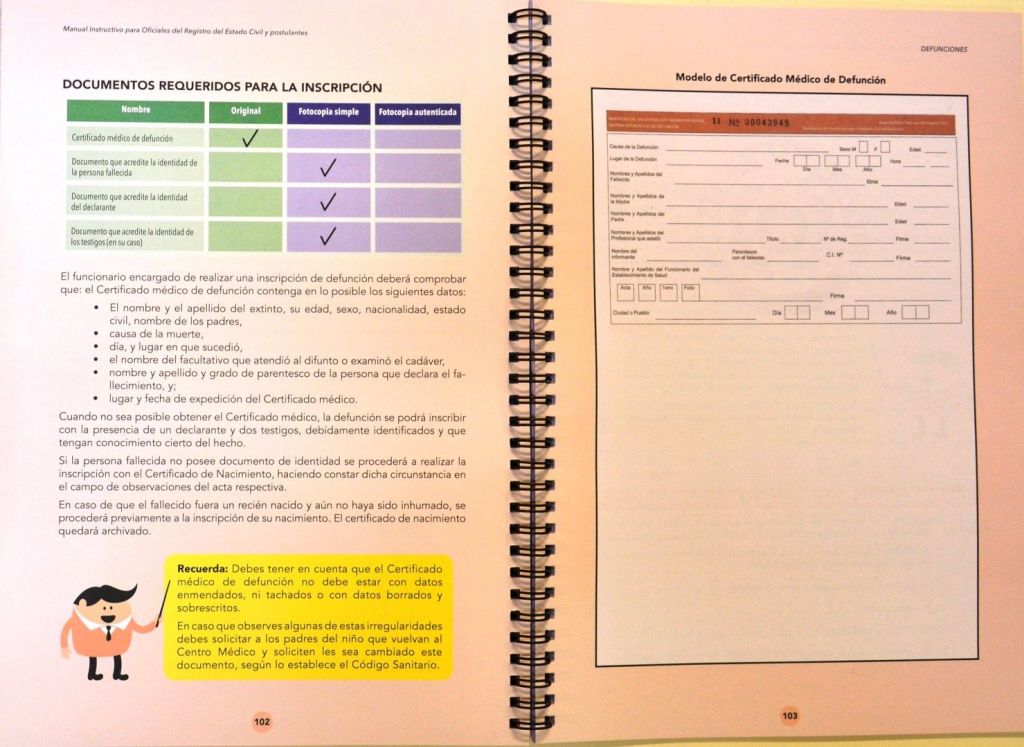 Manual Instructivo para Oficiales del Registro del Estado Civil y postulantes
DOCUMENTOS REQUERIDOS PARA LA INSCRIPCIÓN
Nombre Original Fotocopia simple Fotocopia autenticada
Certificado médico de defunción ✓
Documento que acredite la identidad de
la persona fallecida ✓
Documento que acredite la identidad
del declarante ✓
Documento que acredite la identidad de
los testigos (en su caso) ✓
El funcionario encargado de realizar una inscripción de defunción deberá comprobar
que: el Certificado médico de defunción contenga en lo posible los siguientes datos:
• El nombre y el apellido del extinto, su edad, sexo, nacionalidad, estado
civil, nombre de los padres,
• causa de la muerte,
• día, y lugar en que sucedió,
• el nombre del facultativo que atendió al difunto o examinó el cadáver,
• nombre y apellido y grado de parentesco de la persona que declara el fa-
llecimiento, y;
• lugar y fecha de expedición del Certificado médico.
Cuando no sea posible obtener el Certificado médico, la defunción se podrá inscribir
con la presencia de un declarante y dos testigos, debidamente identificados y que
tengan conocimiento cierto del hecho.
Si la persona fallecida no posee documento de identidad se procederá a realizar la
inscripción con el Certificado de Nacimiento, haciendo constar dicha circunstancia en
el campo de observaciones del acta respectiva.
En caso de que el fallecido fuera un recién nacido y aún no haya sido inhumado, se
procederá previamente a la inscripción de su nacimiento. El certificado de nacimiento
quedará archivado.
Recuerda: Debes tener en cuenta que el Certificado
médico de defunción no debe estar con datos
enmendados, ni tachados o con datos borrados y
sobrescritos.
En caso que observes algunas de estas irregularidades
debes solicitar a los padres del niño que vuelvan al
Centro Médico y soliciten les sea cambiado este
documento, según lo establece el Código Sanitario.
102
DEFUNCIONES
Modelo de Certificado Médico de Defunción
MINISTERIO DE SALUD PUBLICA Y BIENESTAR SOCIAL
SISTEMA ESTADISTICO DE DEFUNCION
11 Nº 00043945
Causa de la Defunción Sexo M F Edad
Lugar de la Defunción Fecha Día Mes Año Hora
Nombres y Apellidos del
Fallecido Etnia
Nombres y Apellidos de
la Madre Edad
Nombres y Apellidos del
Padre Edad
Nombres y Apellidos del
Profesional que asistió Título Nº de Reg. Firma
Nombre del
informante Parentesco
con el fallecido C.I. Nº Firma
Nombre y Apellido del Funcionario del
Establecimiento de Salud
Acta Año Tomo Folio Firma
Ciudad o Pueblo Día Mes Año
103